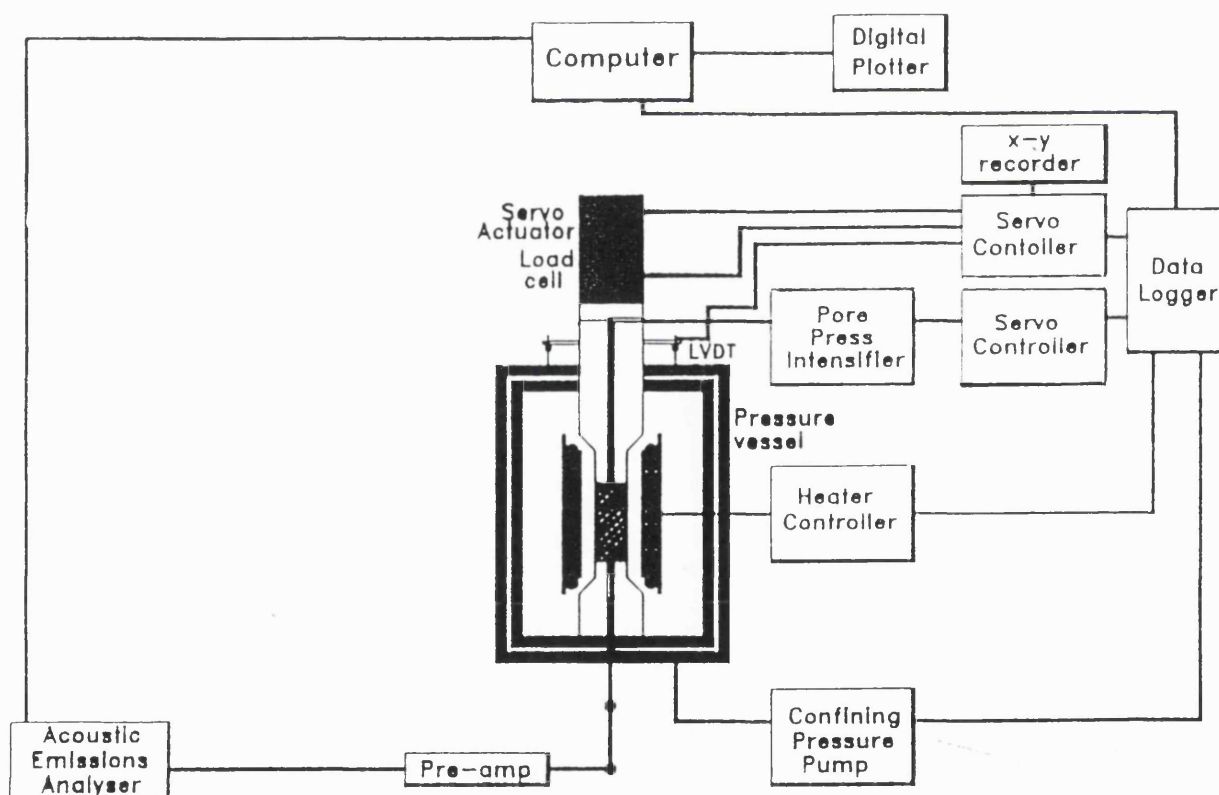 Computer
Digital
Plotter
x-y
recorder
Servo
Actuator
Load
cell
Servo
Contoller
Data
Logger
Pore
Press
Intensifier
Servo
Controller
LVDT
Pressure
vessel
Heater
Controller
Confining
Pressure
Pump
Acoustic
Emissions
Analyser
Pre-amp